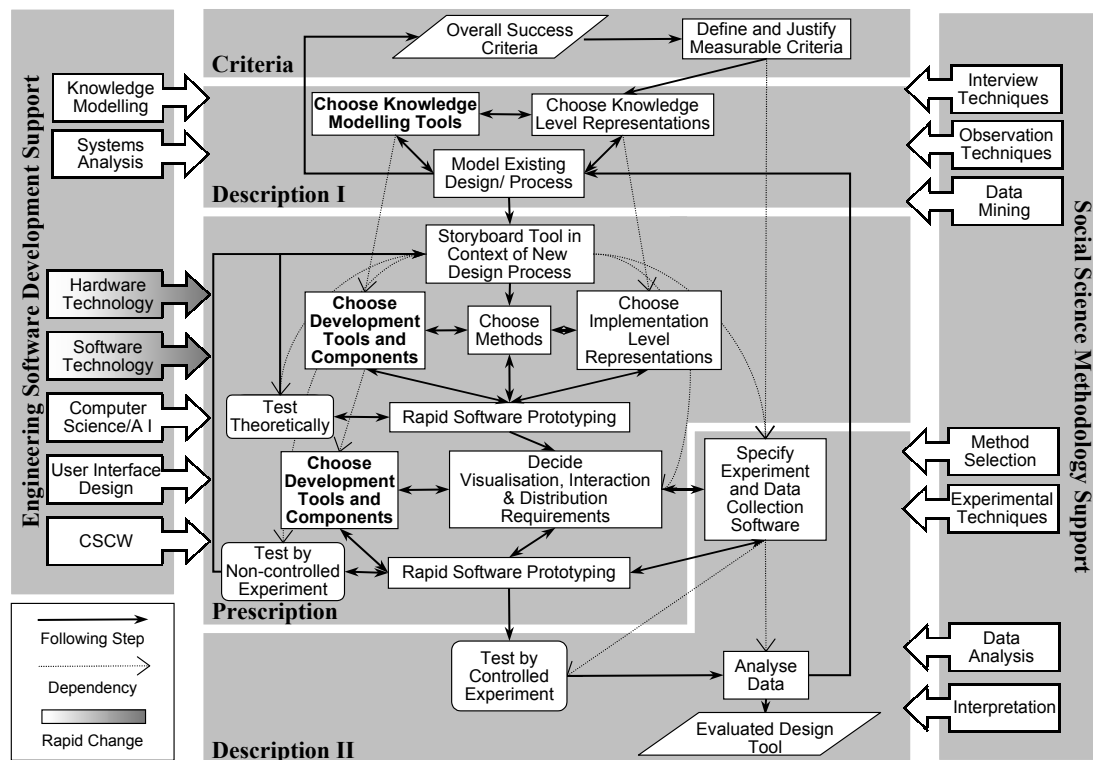 Engineering Software Development Support
Knowledge
Modelling
Systems
Analysis
Hardware
Technology
Software
Technology
Computer
Science/A I
User Interface
Design
CSCW
Following Step
Dependency
Rapid Change
Overall Success
Criteria
Define and Justify
Measurable Criteria
Criteria
Choose Knowledge
Modelling Tools
Choose Knowledge
Level Representations
Model Existing
Design/ Process
Description I
Storyboard Tool in
Context of New
Design Process
Choose
Development
Tools and
Components
Choose
Methods
Choose
Implementation
Level
Representations
Test
Theoretically
Rapid Software Prototyping
Choose
Development
Tools and
Components
Decide
Visualisation, Interaction
& Distribution
Requirements
Specify
Experiment
and Data
Collection
Software
Test by
Non-controlled
Experiment
Rapid Software Prototyping
Prescription
Test by
Controlled
Experiment
Analyse
Data
Evaluated Design
Tool
Description II
Interview
Techniques
Observation
Techniques
Data
Mining
Method
Selection
Experimental
Techniques
Data
Analysis
Interpretation
Social Science Methodology Support